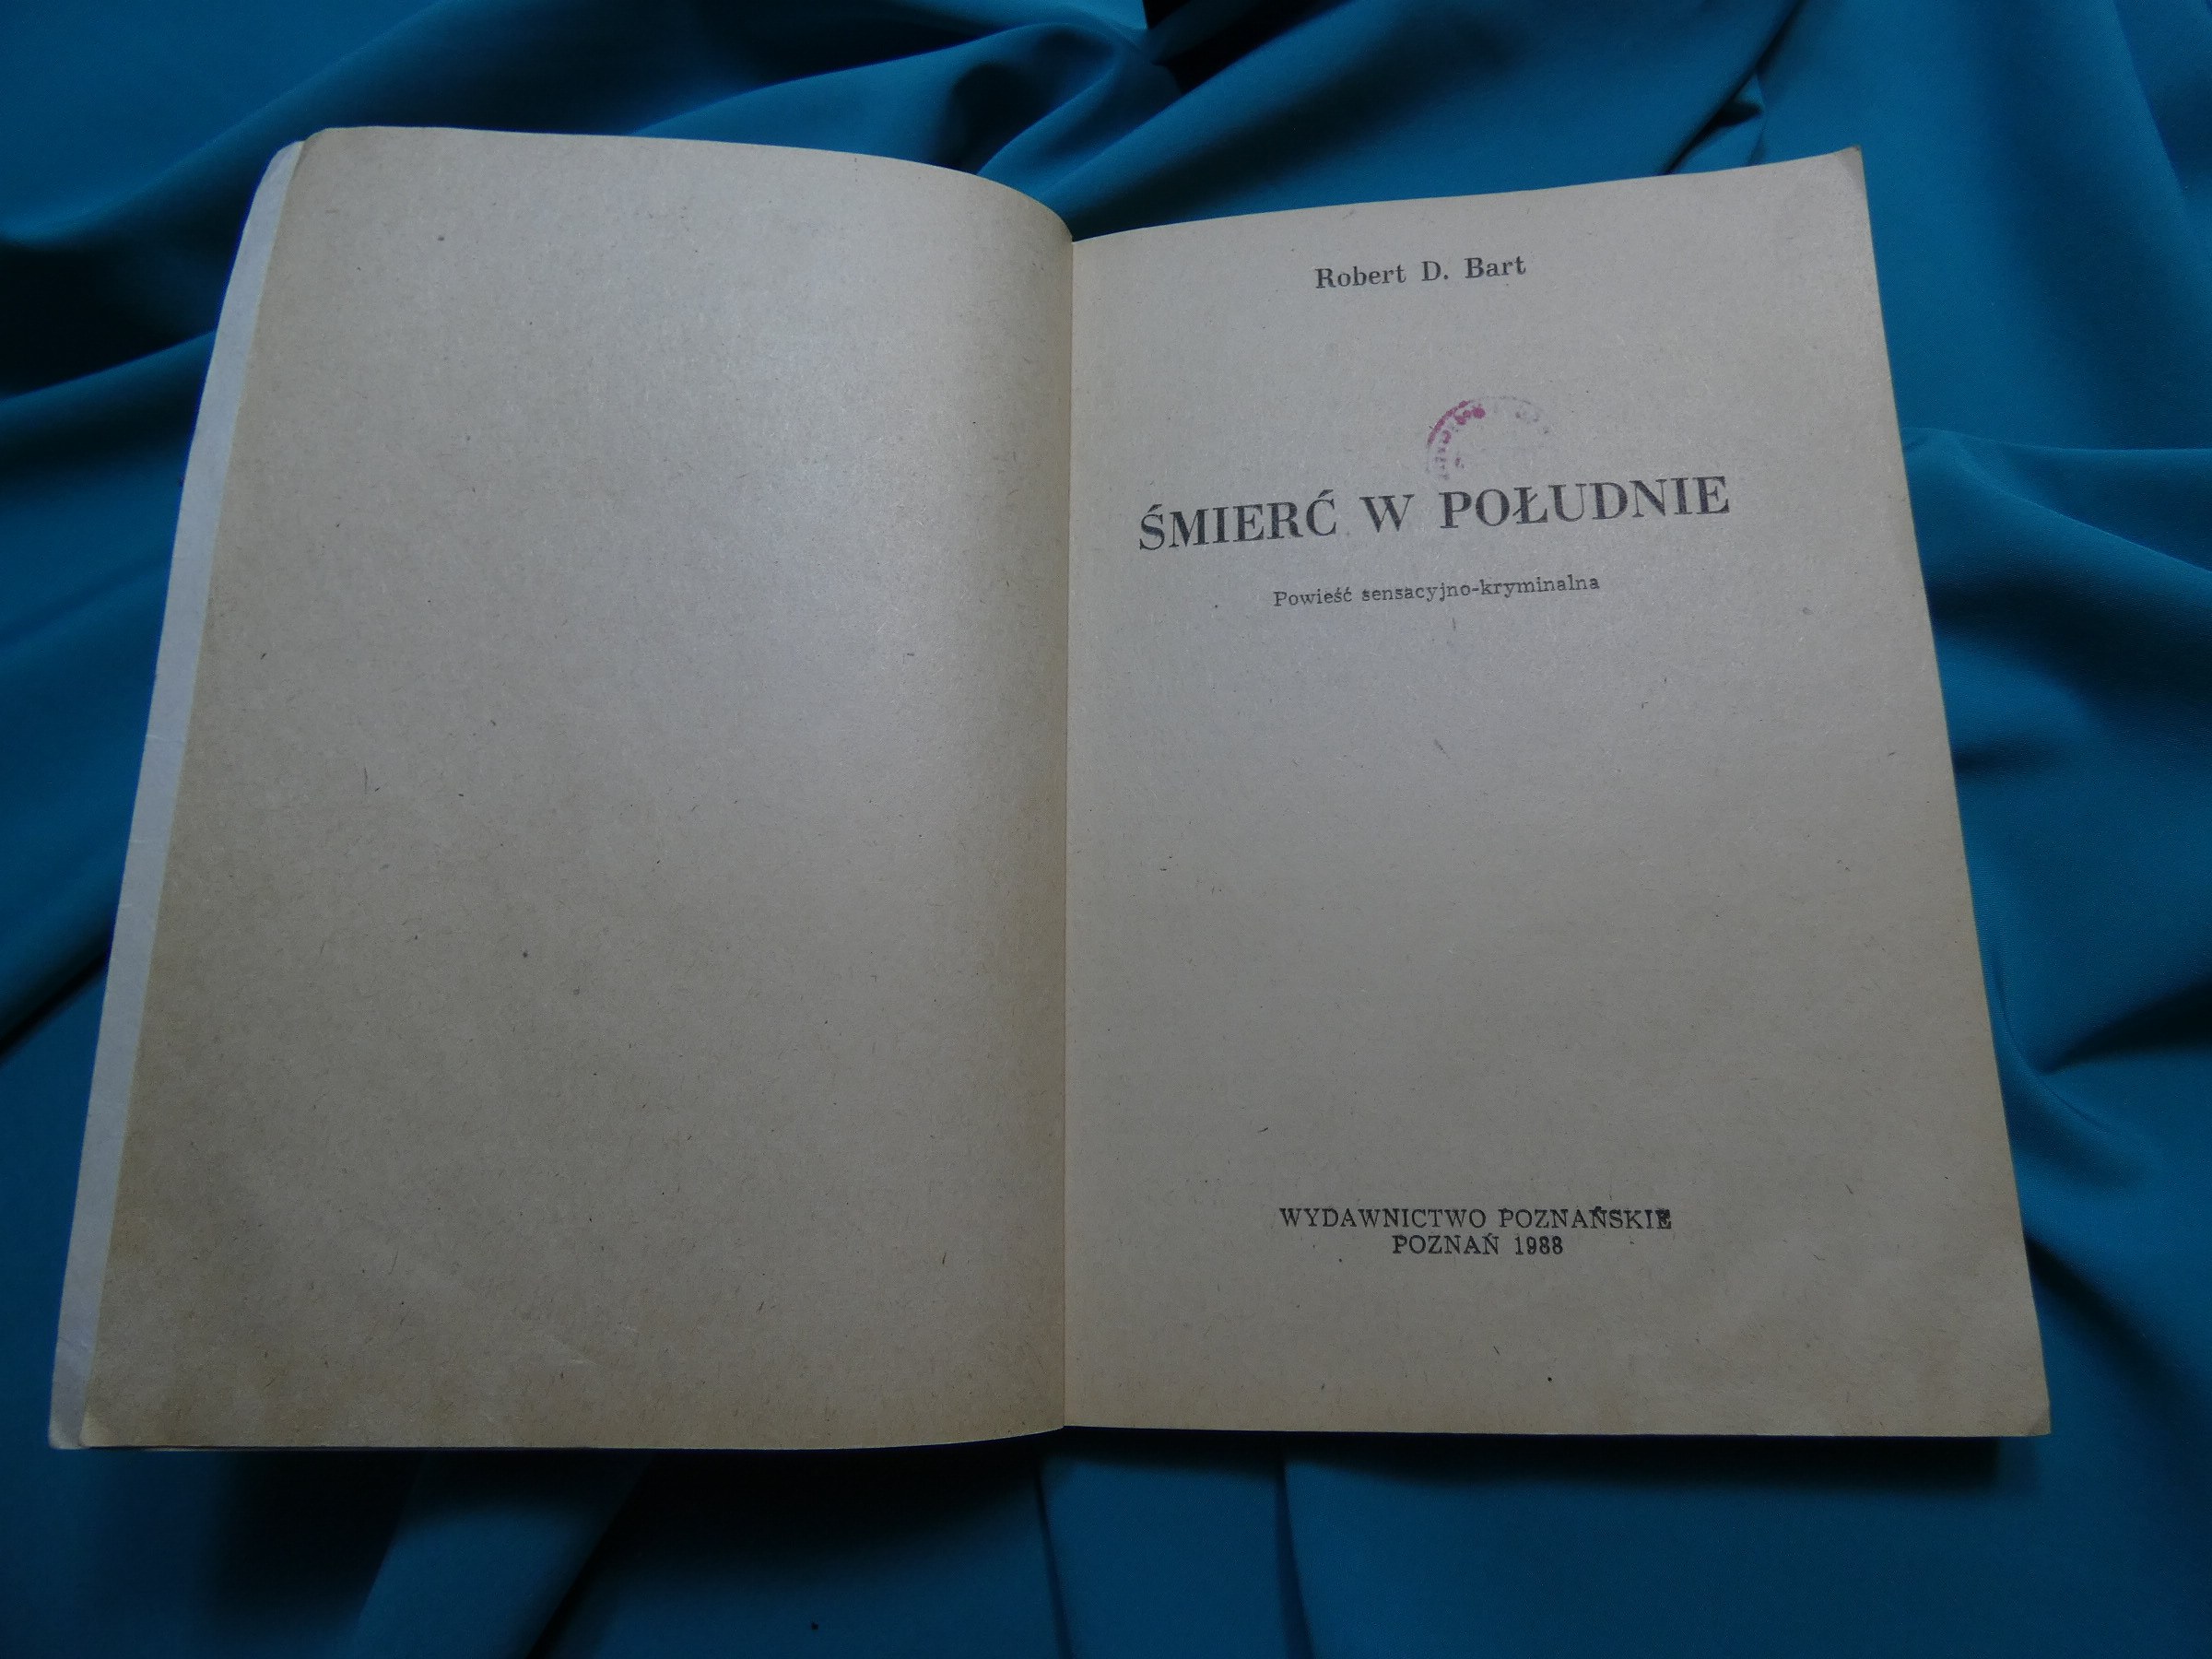 Robert D. Bart
ŚMIERĆ W POŁUDNIE
Powieść sensacyjno-kryminalna
WYDAWNICTWO POZNAŃSKIE
POZNAŃ 1988